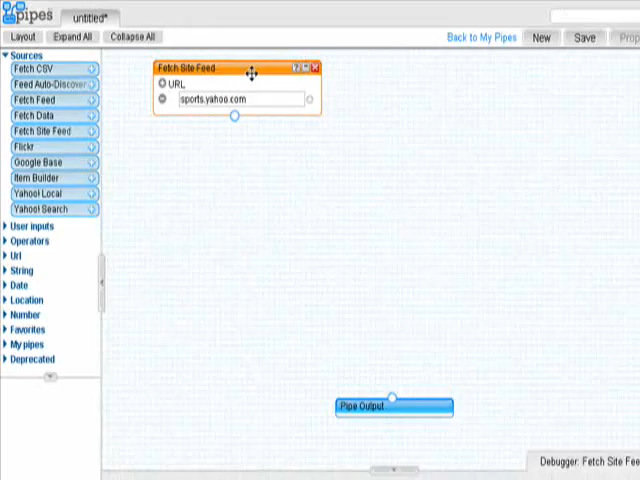 pipes
untitled*
Layout Expand All Collapse All Back to My Pipes New Save Prop
Sources
Fetch CSV
Feed Auto-Discover
Fetch Feed
Fetch Data
Fetch Site Feed
Flickr
Google Base
Item Builder
Yahoo! Local
Yahoo! Search
User inputs
Operators
Url
String
Date
Location
Number
Favorites
My pipes
Deprecated
Fetch Site Feed
URL
sports.yahoo.com
Pipe Output
Debugger: Fetch Site Fee